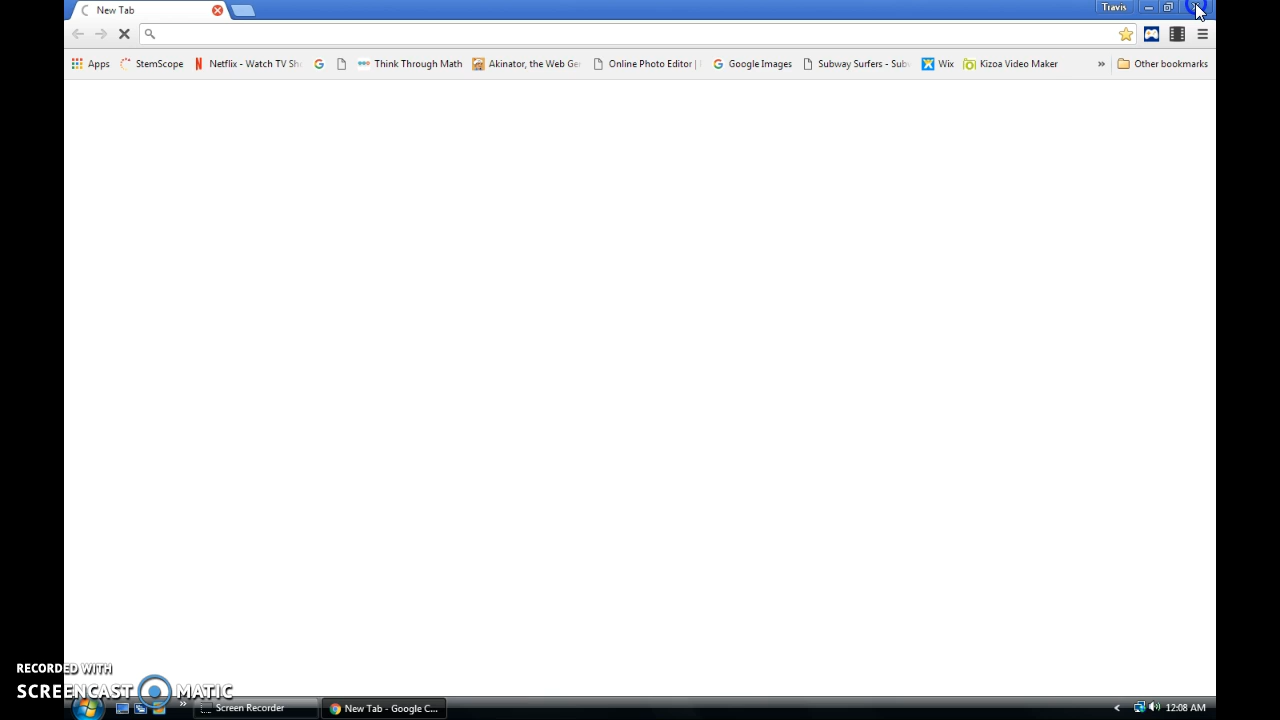 New Tab
Travis
Apps StemScope Netflix - Watch TV Sh Think Through Math Akinator, the Web Ge Online Photo Editor | Google Images Subway Surfers - Sub Wix Kizoa Video Maker » Other bookmarks
RECORDED WITH
SCREENCAST MATIC
Screen Recorder New Tab - Google C... 12:08 AM